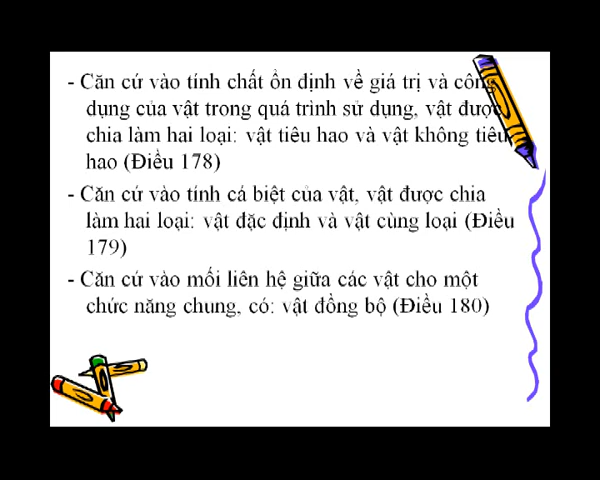 - Căn cứ vào tính chất ổn định về giá trị và công
dụng của vật trong quá trình sử dụng, vật được
chia làm hai loại: vật tiêu hao và vật không tiêu
hao (Điều 178)
- Căn cứ vào tính cá biệt của vật, vật được chia
làm hai loại: vật đặc định và vật cùng loại (Điều
179)
- Căn cứ vào mối liên hệ giữa các vật cho một
chức năng chung, có: vật đồng bộ (Điều 180)